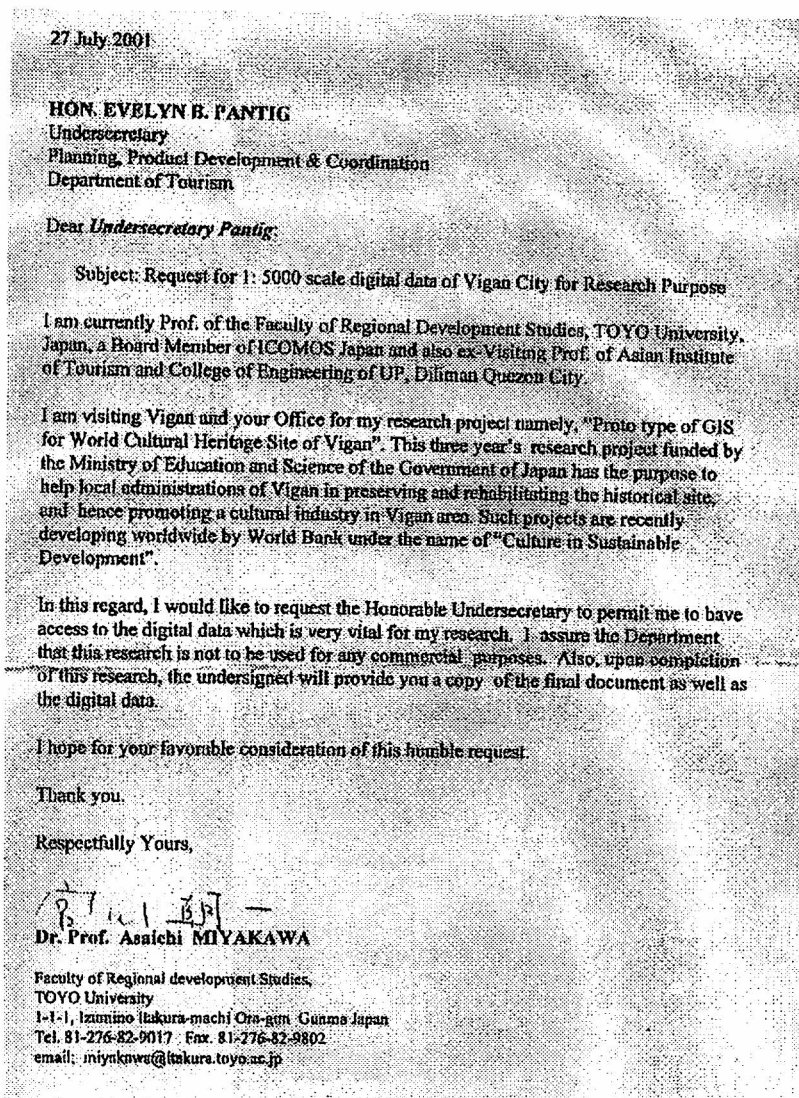 27 July 2001
HON. EVELYN B. PANTIG
Undersecretary
Planning, Product Development & Coordination
Department of Tourism
Dear Undersecretary Pantig:
Subject: Request for 1: 5000 scale digital data of Vigan City for Research Purpose
I am currently Prof. of the Faculty of Regional Development Studies, TOYO University,
Japan, a Board Member of ICOMOS Japan and also ex-Visiting Prof. of Asian Institute
of Tourism and College of Engineering of UP, Diliman Quezon City.
I am visiting Vigan and your Office for my research project namely, "Proto type of GIS
for World Cultural Heritage Site of Vigan". This three year's research project funded by
the Ministry of Education and Science of the Government of Japan has the purpose to
help local administrations of Vigan in preserving and rehabilitating the historical site,
and hence promoting a cultural industry in Vigan area. Such projects are recently
developing worldwide by World Bank under the name of "Culture in Sustainable
Development".
In this regard, I would like to request the Honorable Undersecretary to permit me to have
access to the digital data which is very vital for my research. I assure the Department
that this research is not to be used for any commercial purposes. Also, upon completion
of this research, the undersigned will provide you a copy of the final document as well as
the digital data.
I hope for your favorable consideration of this humble request.
Thank you.
Respectfully Yours,
Dr. Prof. Asaichi MIYAKAWA
Faculty of Regional development Studies,
TOYO University
1-1-1, Izumino Itakura-machi Ora-gun Gunma Japan
Tel. 81-276-82-9017 Fax. 81-276-82-9802
email: miyakawa@itakura.toyo.ac.jp